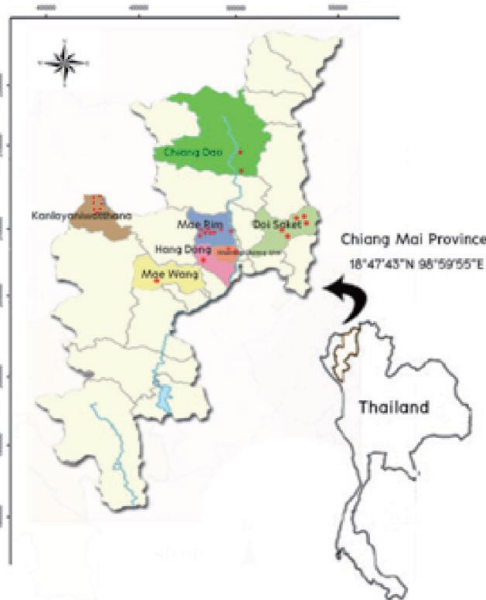 Chiang Dao
Kanlayaniwatthana
Mae Rim
Doi Saket
Hang Dong
Mae Wang
Chiang Mai Province
18°47'43"N 98°59'55"E
Thailand